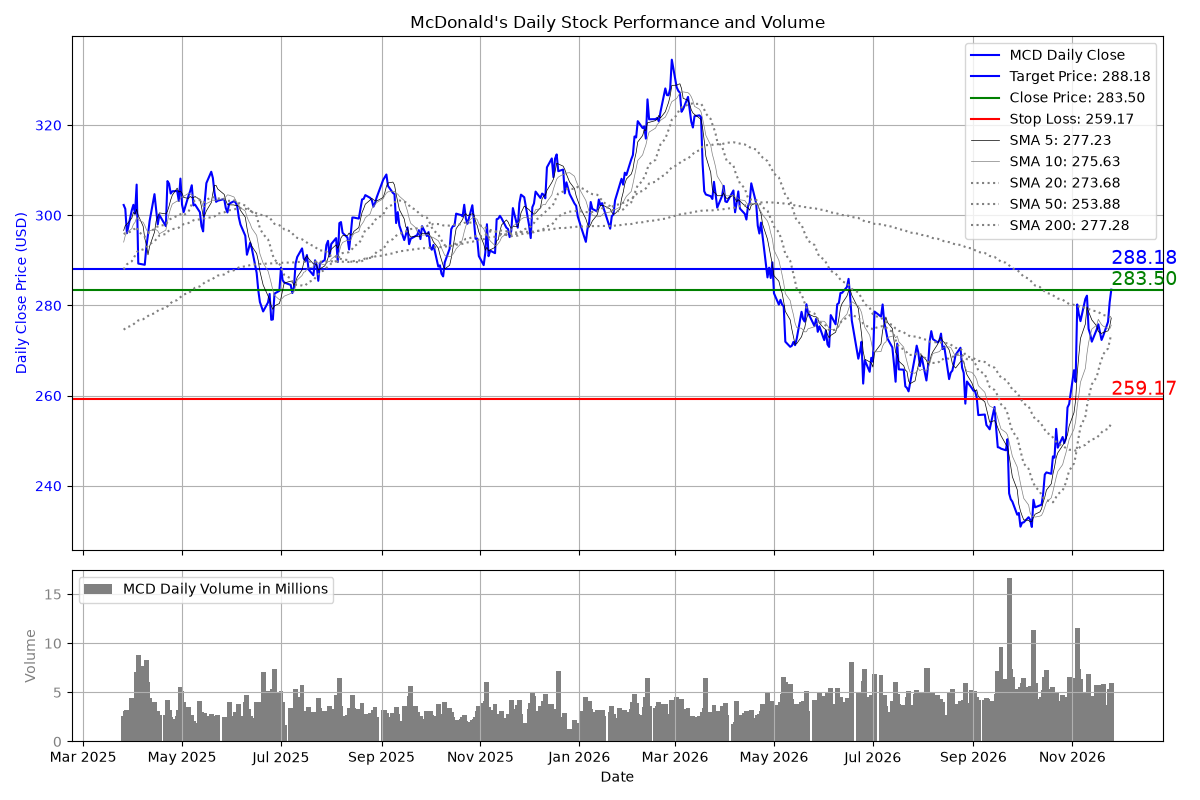 McDonald's Daily Stock Performance and Volume
MCD Daily Close
Target Price: 288.18
Close Price: 283.50
Stop Loss: 259.17
SMA 5: 277.23
SMA 10: 275.63
SMA 20: 273.68
SMA 50: 253.88
SMA 200: 277.28
Daily Close Price (USD)
320
300
280
260
240
288.18
283.50
259.17
MCD Daily Volume in Millions
Volume
15
10
5
0
Mar 2025
May 2025
Jul 2025
Sep 2025
Nov 2025
Jan 2026
Mar 2026
May 2026
Jul 2026
Sep 2026
Nov 2026
Date